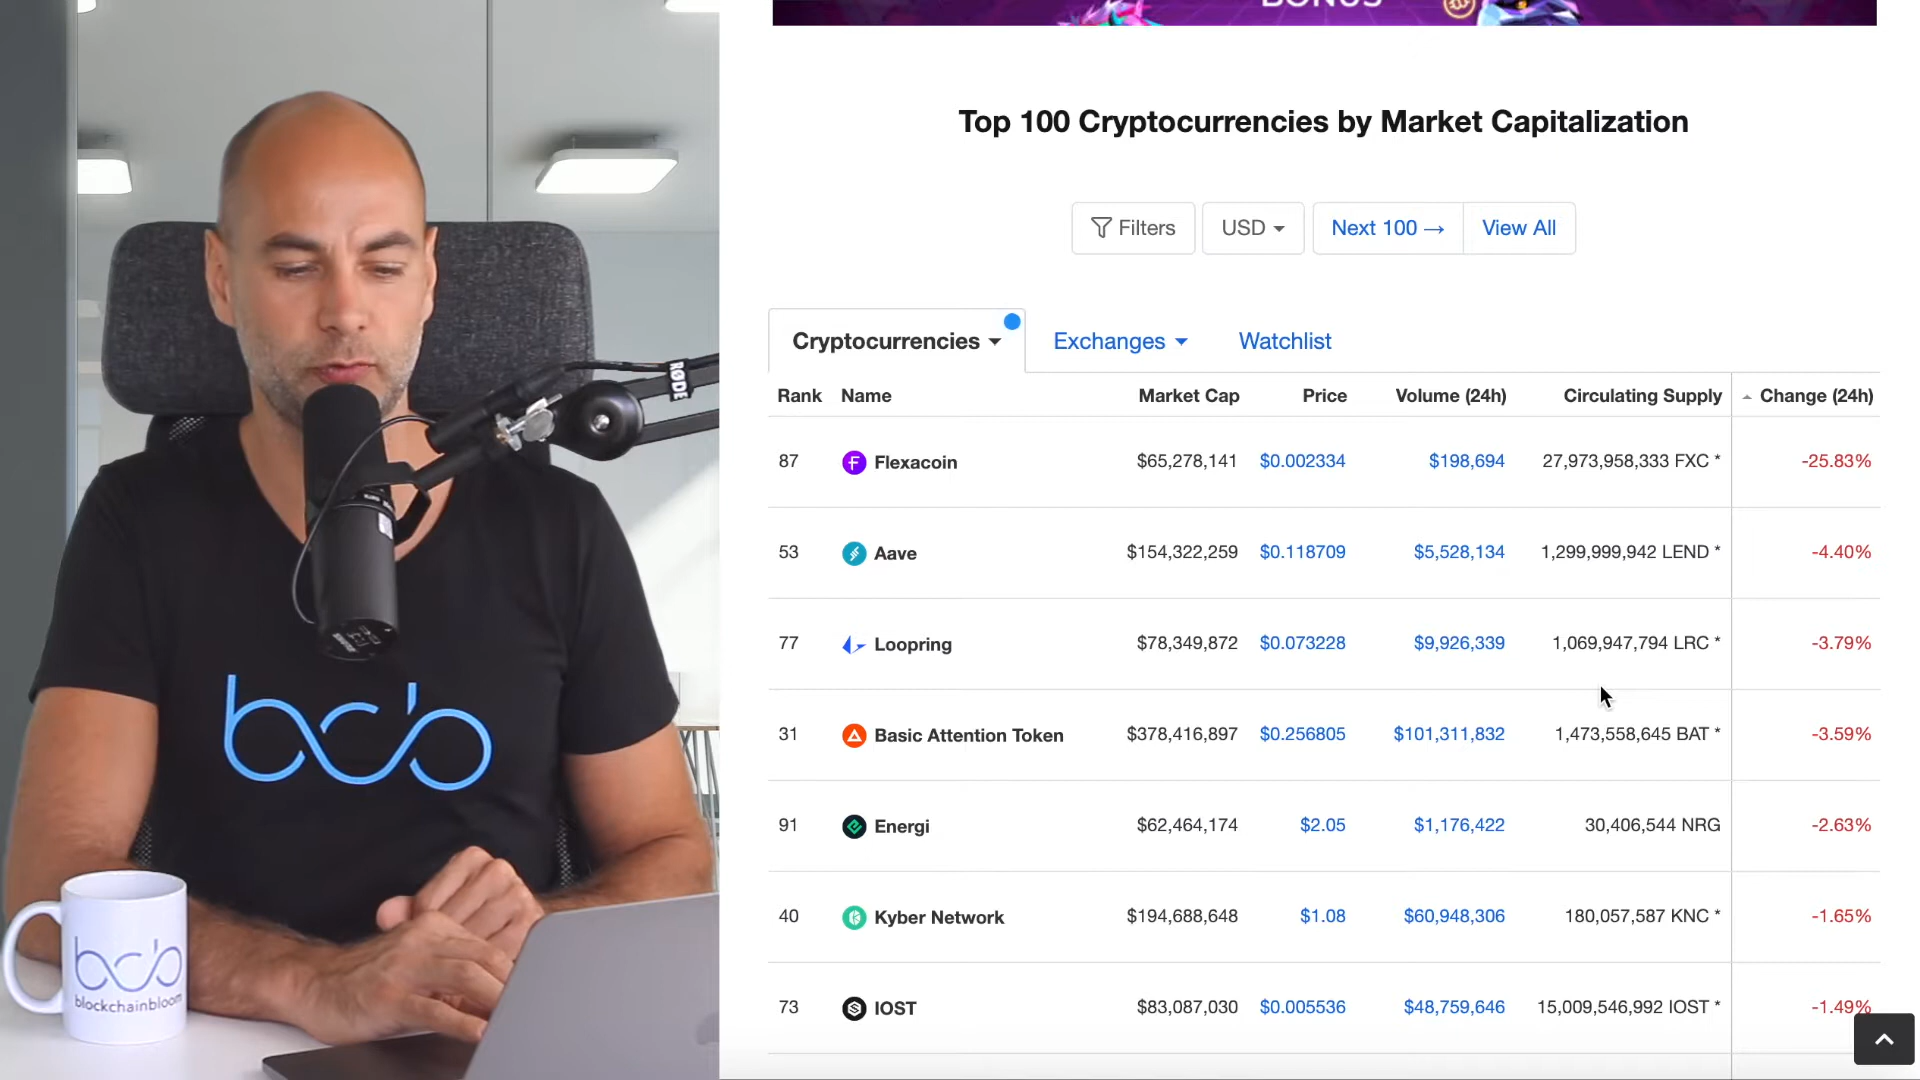 BONUS
Top 100 Cryptocurrencies by Market Capitalization
Filters USD Next 100 → View All
Cryptocurrencies Exchanges Watchlist
Rank Name Market Cap Price Volume (24h) Circulating Supply Change (24h)
87 Flexacoin $65,278,141 $0.002334 $198,694 27,973,958,333 FXC * -25.83%
53 Aave $154,322,259 $0.118709 $5,528,134 1,299,999,942 LEND * -4.40%
77 Loopring $78,349,872 $0.073228 $9,926,339 1,069,947,794 LRC * -3.79%
31 Basic Attention Token $378,416,897 $0.256805 $101,311,832 1,473,558,645 BAT * -3.59%
91 Energi $62,464,174 $2.05 $1,176,422 30,406,544 NRG -2.63%
40 Kyber Network $194,688,648 $1.08 $60,948,306 180,057,587 KNC * -1.65%
73 IOST $83,087,030 $0.005536 $48,759,646 15,009,546,992 IOST * -1.49%
RØDE
bcb
bcb
blockchainbloom